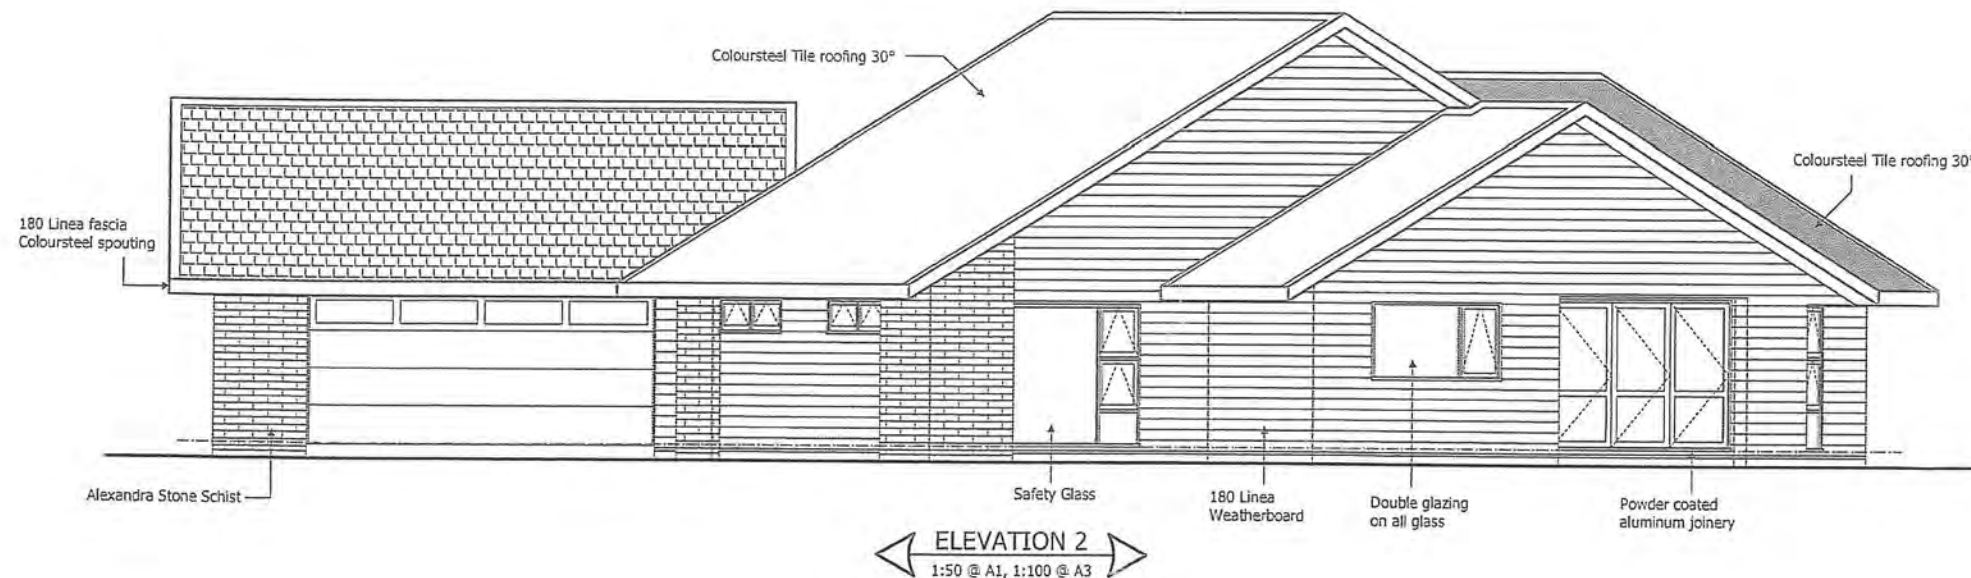 Coloursteel Tile roofing 30°
Coloursteel Tile roofing 30°
180 Linea fascia
Coloursteel spouting
Alexandra Stone Schist
Safety Glass
180 Linea
Weatherboard
Double glazing
on all glass
Powder coated
aluminum joinery
ELEVATION 2
1:50 @ A1, 1:100 @ A3